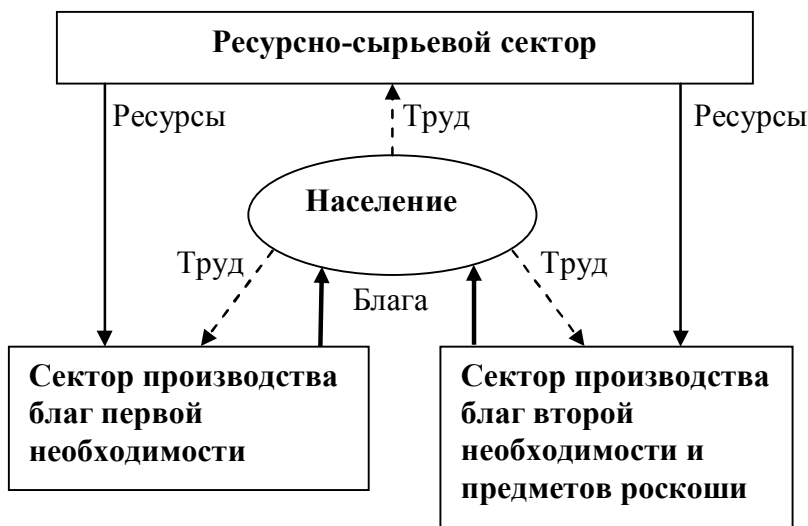 Ресурсно-сырьевой сектор
Ресурсы
Труд
Ресурсы
Население
Труд
Труд
Блага
Сектор производства
благ первой
необходимости
Сектор производства
благ второй
необходимости и
предметов роскоши